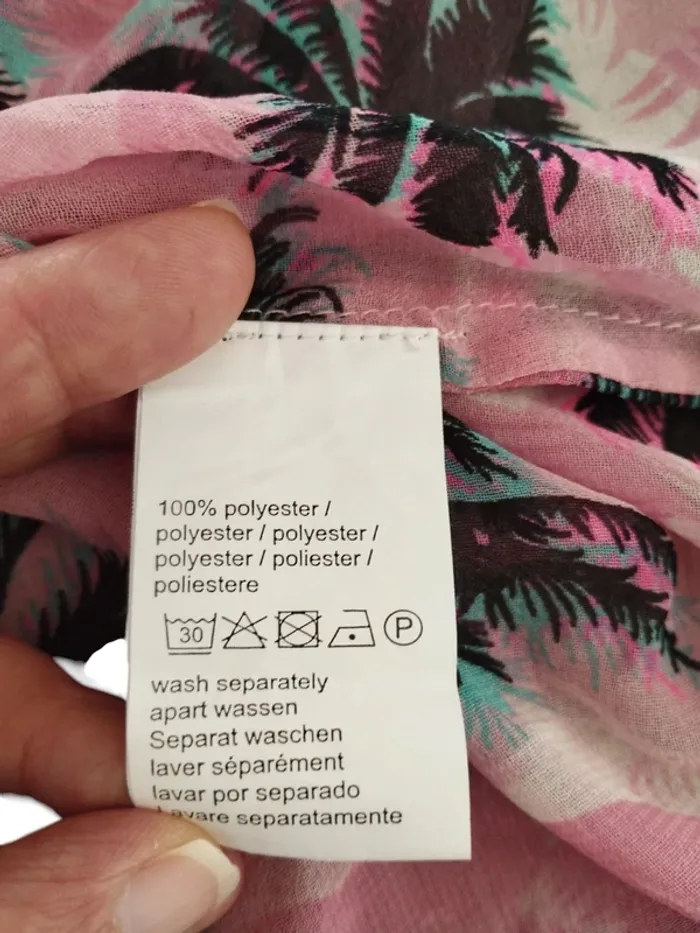 100% polyester /
polyester / polyester /
polyester / poliester /
poliestere
30 P
wash separately
apart wassen
Separat waschen
laver séparément
lavar por separado
Lavare separatamente